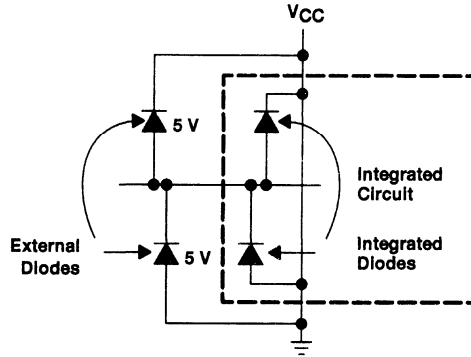 VCC
5 V
Integrated
Circuit
External
Diodes
5 V
Integrated
Diodes